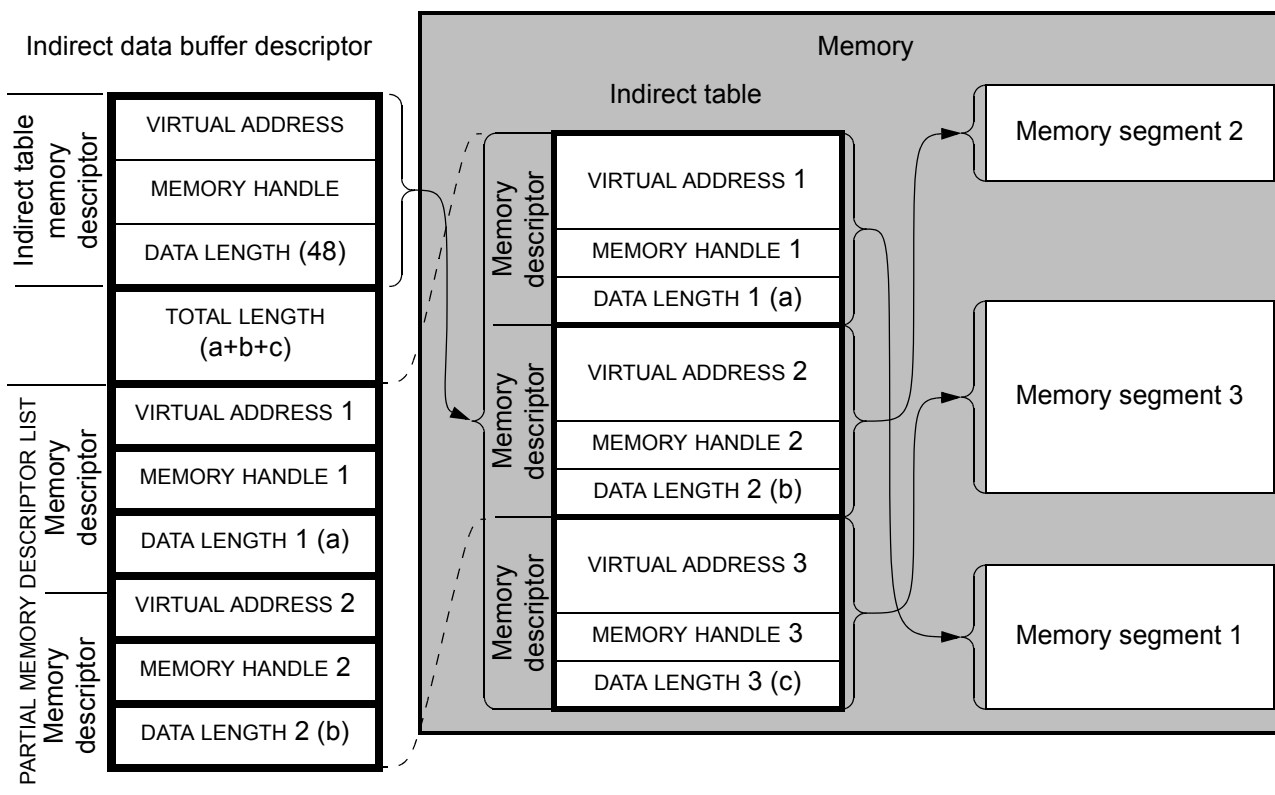 Indirect data buffer descriptor
Indirect table
memory
descriptor
VIRTUAL ADDRESS
MEMORY HANDLE
DATA LENGTH (48)
TOTAL LENGTH
(a+b+c)
PARTIAL MEMORY DESCRIPTOR LIST
Memory
descriptor
VIRTUAL ADDRESS 1
MEMORY HANDLE 1
DATA LENGTH 1 (a)
Memory
descriptor
VIRTUAL ADDRESS 2
MEMORY HANDLE 2
DATA LENGTH 2 (b)
Memory
Indirect table
Memory
descriptor
VIRTUAL ADDRESS 1
MEMORY HANDLE 1
DATA LENGTH 1 (a)
Memory
descriptor
VIRTUAL ADDRESS 2
MEMORY HANDLE 2
DATA LENGTH 2 (b)
Memory
descriptor
VIRTUAL ADDRESS 3
MEMORY HANDLE 3
DATA LENGTH 3 (c)
Memory segment 2
Memory segment 3
Memory segment 1